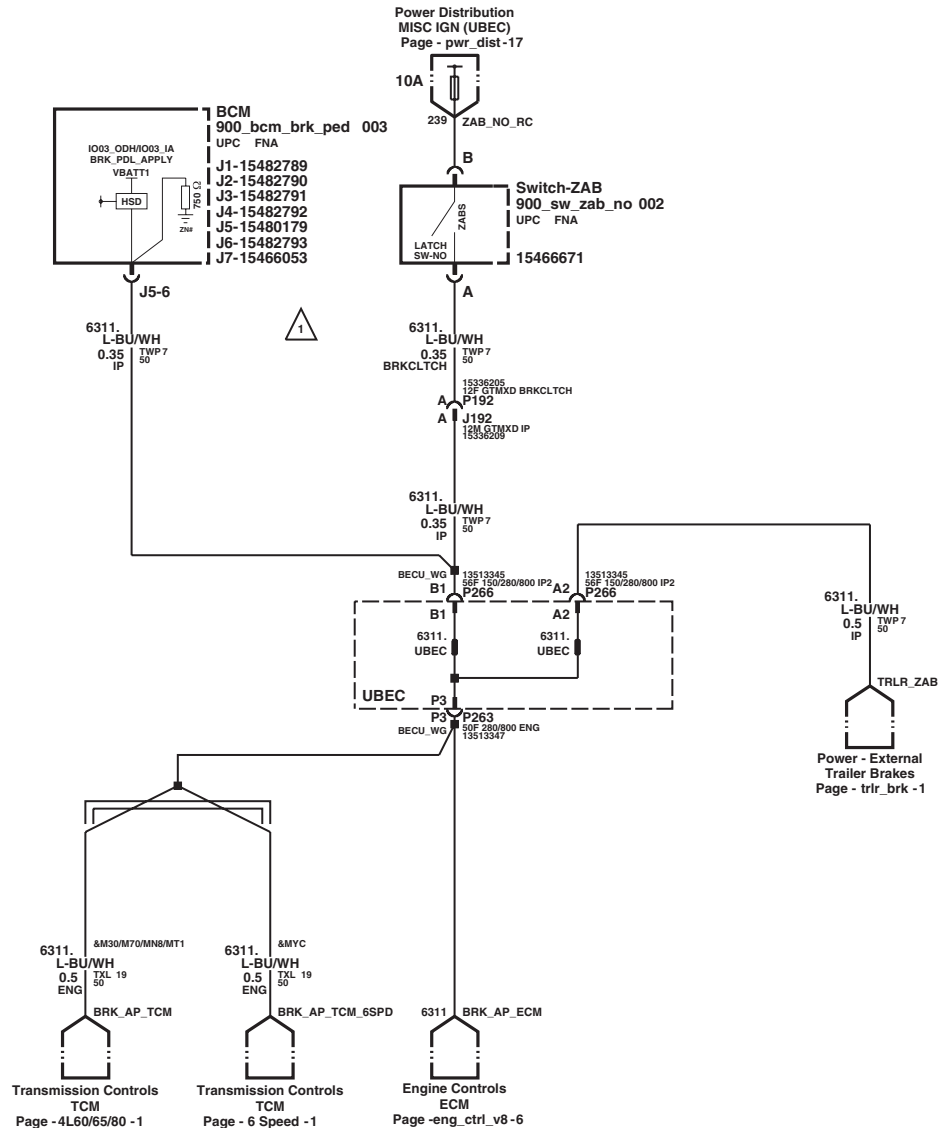 Power Distribution
MISC IGN (UBEC)
Page - pwr_dist -17
10A
239
ZAB_NO_RC
B
BCM
900_bcm_brk_ped 003
UPC FNA
J1-15482789
J2-15482790
J3-15482791
J4-15482792
J5-15480179
J6-15482793
J7-15466053
IO03_ODH/IO03_IA
BRK_PDL_APPLY
VBATT1
HSD
750 Ω
ZN#
J5-6
Switch-ZAB
900_sw_zab_no 002
UPC FNA
15466671
ZABS
LATCH
SW-NO
A
1
6311.
L-BU/WH
0.35
IP
TWP 7
50
6311.
L-BU/WH
0.35
BRKCLTCH
TWP 7
50
15336205
12F GTMXD BRKCLTCH
A P192
A J192
12M GTMXD IP
15336209
6311.
L-BU/WH
0.35
IP
TWP 7
50
BECU_WG
13513345
56F 150/280/800 IP2
B1 P266
13513345
56F 150/280/800 IP2
A2 P266
B1
A2
6311.
UBEC
6311.
UBEC
UBEC
P3
P3 P263
BECU_WG
50F 280/800 ENG
13513347
6311.
L-BU/WH
0.5
IP
TWP 7
50
TRLR_ZAB
Power - External
Trailer Brakes
Page - trlr_brk -1
6311.
&M30/M70/MN8/MT1
L-BU/WH
0.5
ENG
TXL 19
50
BRK_AP_TCM
6311.
&MYC
L-BU/WH
0.5
ENG
TXL 19
50
BRK_AP_TCM_6SPD
6311
BRK_AP_ECM
Transmission Controls
TCM
Page - 4L60/65/80 -1
Transmission Controls
TCM
Page - 6 Speed -1
Engine Controls
ECM
Page -eng_ctrl_v8 -6